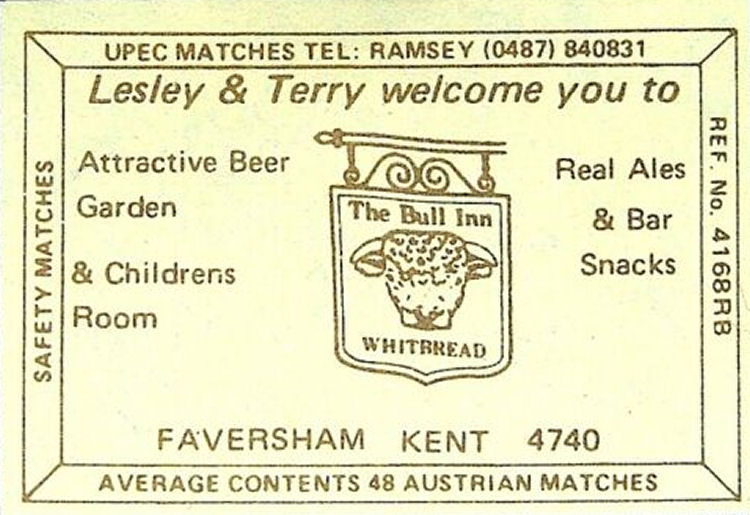 UPEC MATCHES TEL: RAMSEY (0487) 840831
Lesley & Terry welcome you to
Attractive Beer
Garden
& Childrens
Room
The Bull Inn
WHITBREAD
Real Ales
& Bar
Snacks
FAVERSHAM KENT 4740
AVERAGE CONTENTS 48 AUSTRIAN MATCHES
SAFETY MATCHES
REF. No. 4168RB